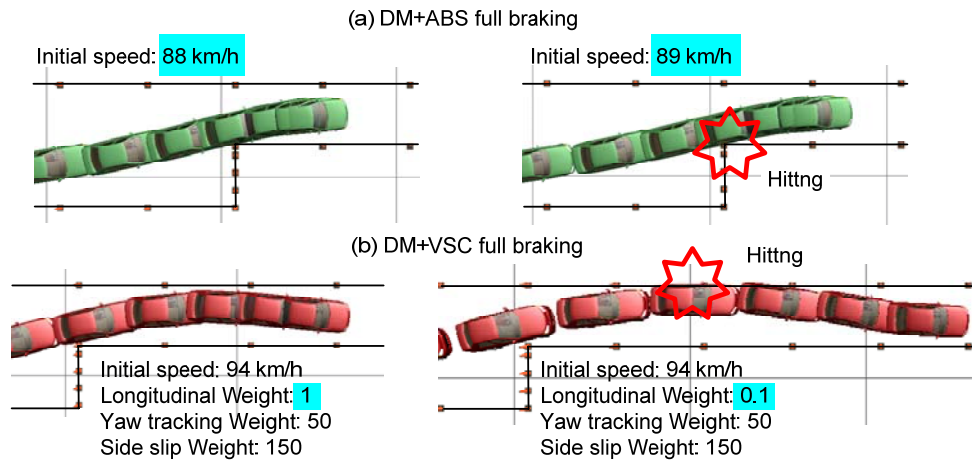 (a) DM+ABS full braking
Initial speed: 88 km/h
Initial speed: 89 km/h
Hittng
(b) DM+VSC full braking
Hittng
Initial speed: 94 km/h
Longitudinal Weight: 1
Yaw tracking Weight: 50
Side slip Weight: 150
Initial speed: 94 km/h
Longitudinal Weight: 0.1
Yaw tracking Weight: 50
Side slip Weight: 150